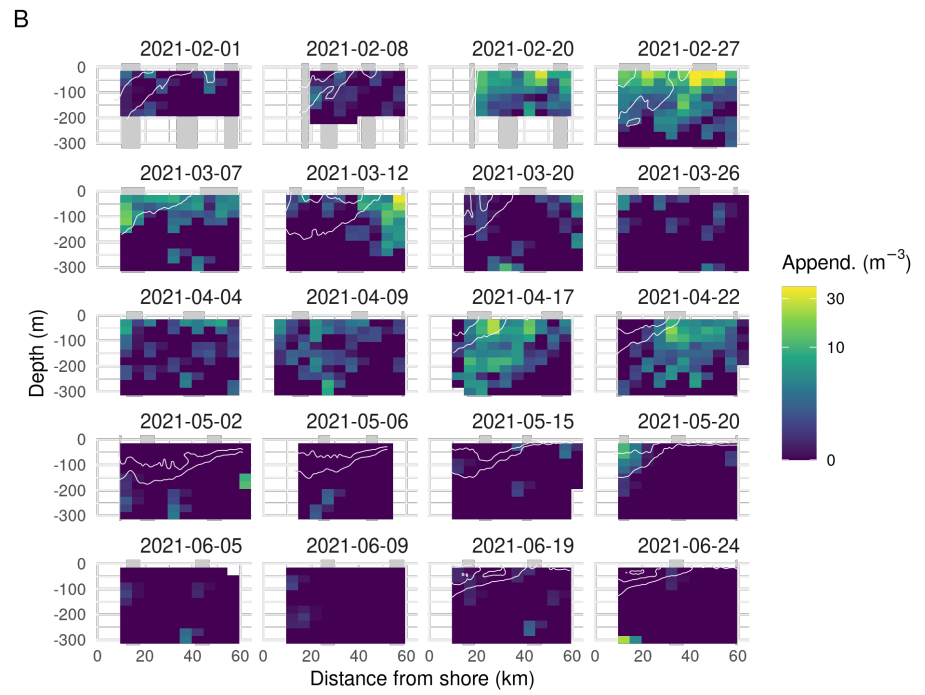 B
2021-02-01 2021-02-08 2021-02-20 2021-02-27
0
-100
-200
-300
2021-03-07 2021-03-12 2021-03-20 2021-03-26
0
-100
-200
-300
2021-04-04 2021-04-09 2021-04-17 2021-04-22
0
-100
-200
-300
2021-05-02 2021-05-06 2021-05-15 2021-05-20
0
-100
-200
-300
2021-06-05 2021-06-09 2021-06-19 2021-06-24
0
-100
-200
-300
0 20 40 60 0 20 40 60 0 20 40 60 0 20 40 60
Distance from shore (km)
Depth (m)
Append. (m⁻³)
30
10
0